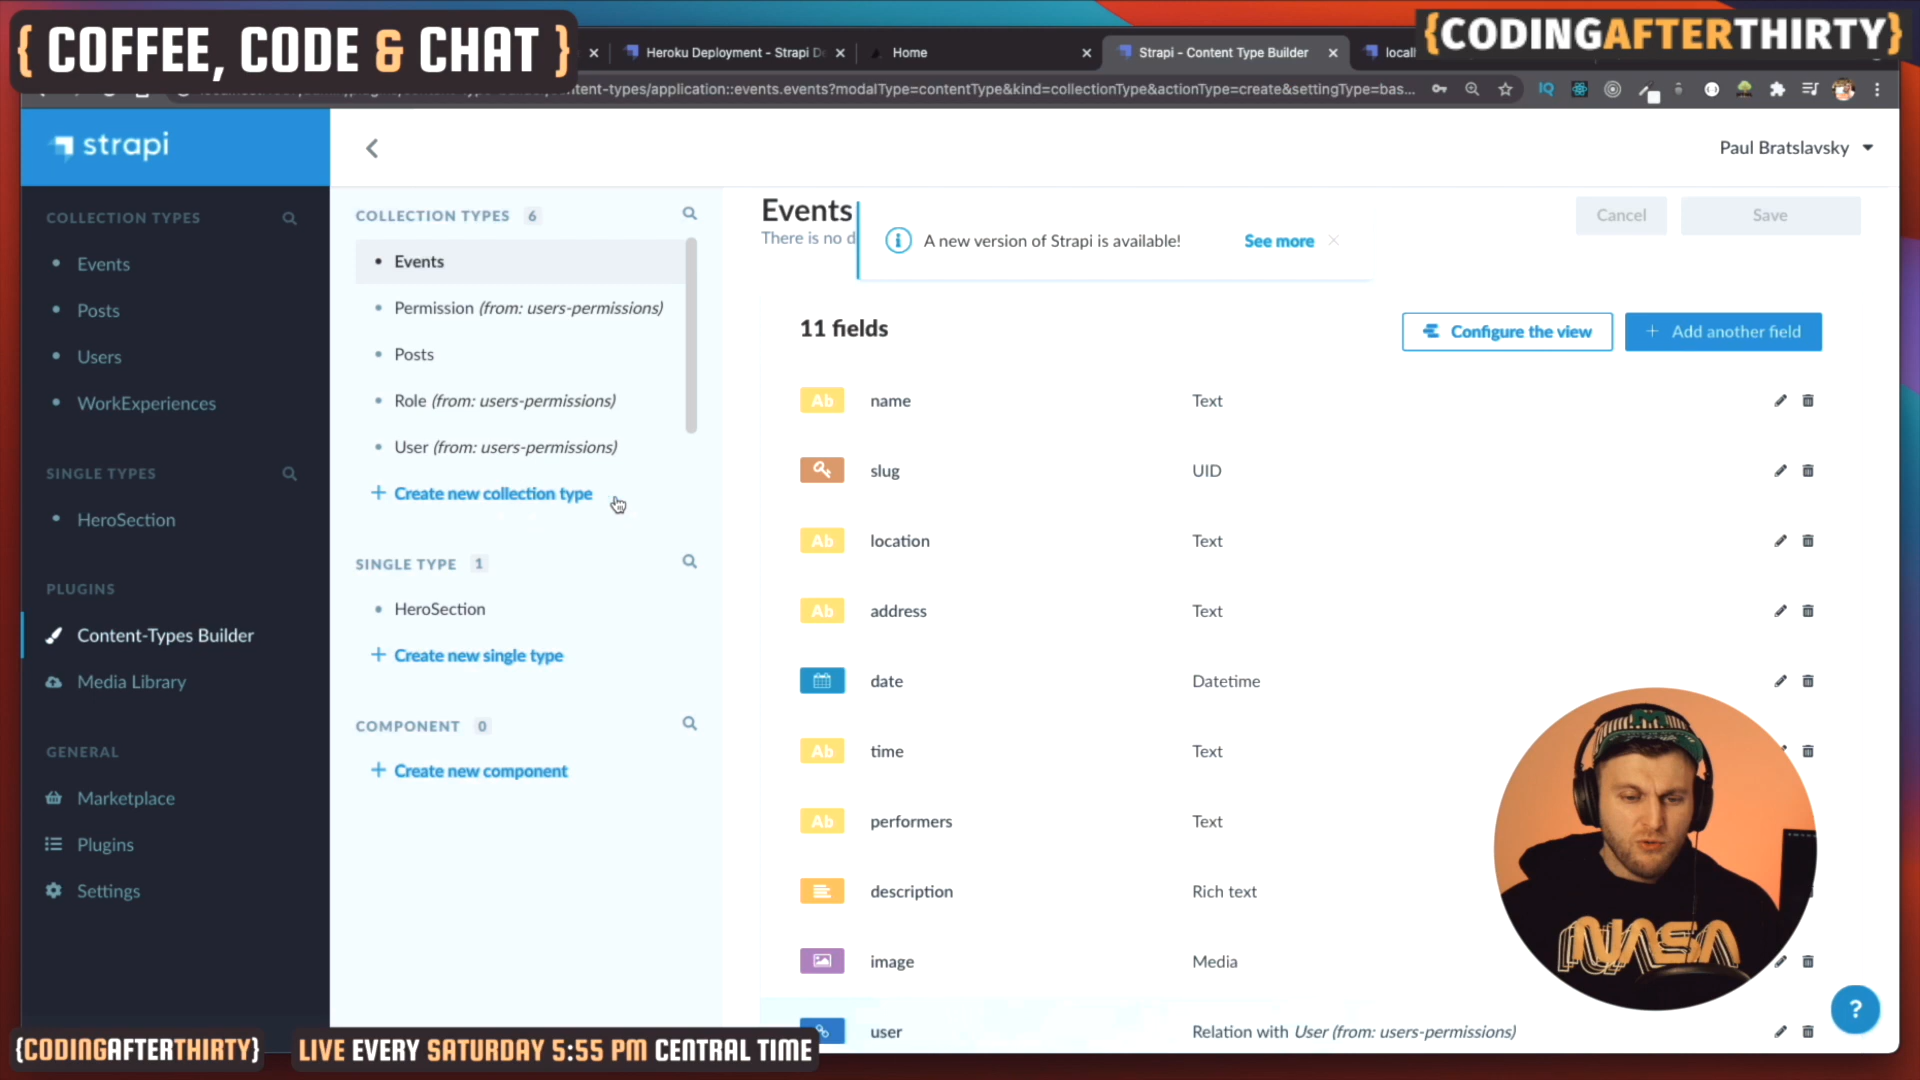 { COFFEE, CODE & CHAT }
{CODINGAFTERTHIRTY}
Heroku Deployment - Strapi De
Home
Strapi - Content Type Builder
locall
ntent-types/application::events.events?modalType=contentType&kind=collectionType&actionType=create&settingType=bas...
strapi
Paul Bratslavsky
COLLECTION TYPES
Events
Posts
Users
WorkExperiences
SINGLE TYPES
HeroSection
PLUGINS
Content-Types Builder
Media Library
GENERAL
Marketplace
Plugins
Settings
COLLECTION TYPES 6
Events
Permission (from: users-permissions)
Posts
Role (from: users-permissions)
User (from: users-permissions)
+ Create new collection type
SINGLE TYPE 1
HeroSection
+ Create new single type
COMPONENT 0
+ Create new component
Events
There is no d
A new version of Strapi is available!
See more
Cancel
Save
11 fields
Configure the view
+ Add another field
Ab name Text
slug UID
Ab location Text
Ab address Text
date Datetime
Ab time Text
Ab performers Text
description Rich text
image Media
user Relation with User (from: users-permissions)
NASA
?
{CODINGAFTERTHIRTY}
LIVE EVERY SATURDAY 5:55 PM CENTRAL TIME